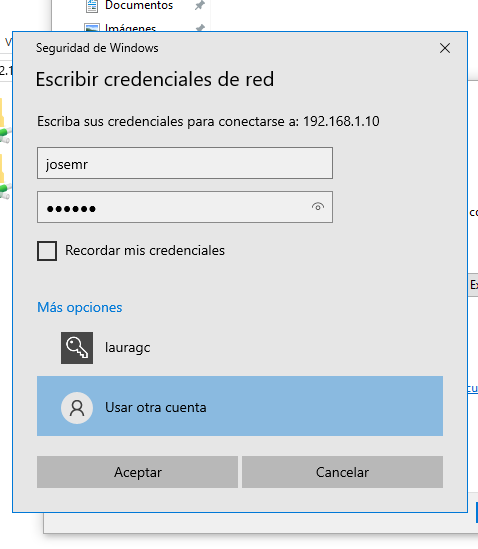 Documentos
Imágenes
Seguridad de Windows
Escribir credenciales de red
Escriba sus credenciales para conectarse a: 192.168.1.10
josemr
●●●●●●
Recordar mis credenciales
Más opciones
lauragc
Usar otra cuenta
Aceptar
Cancelar